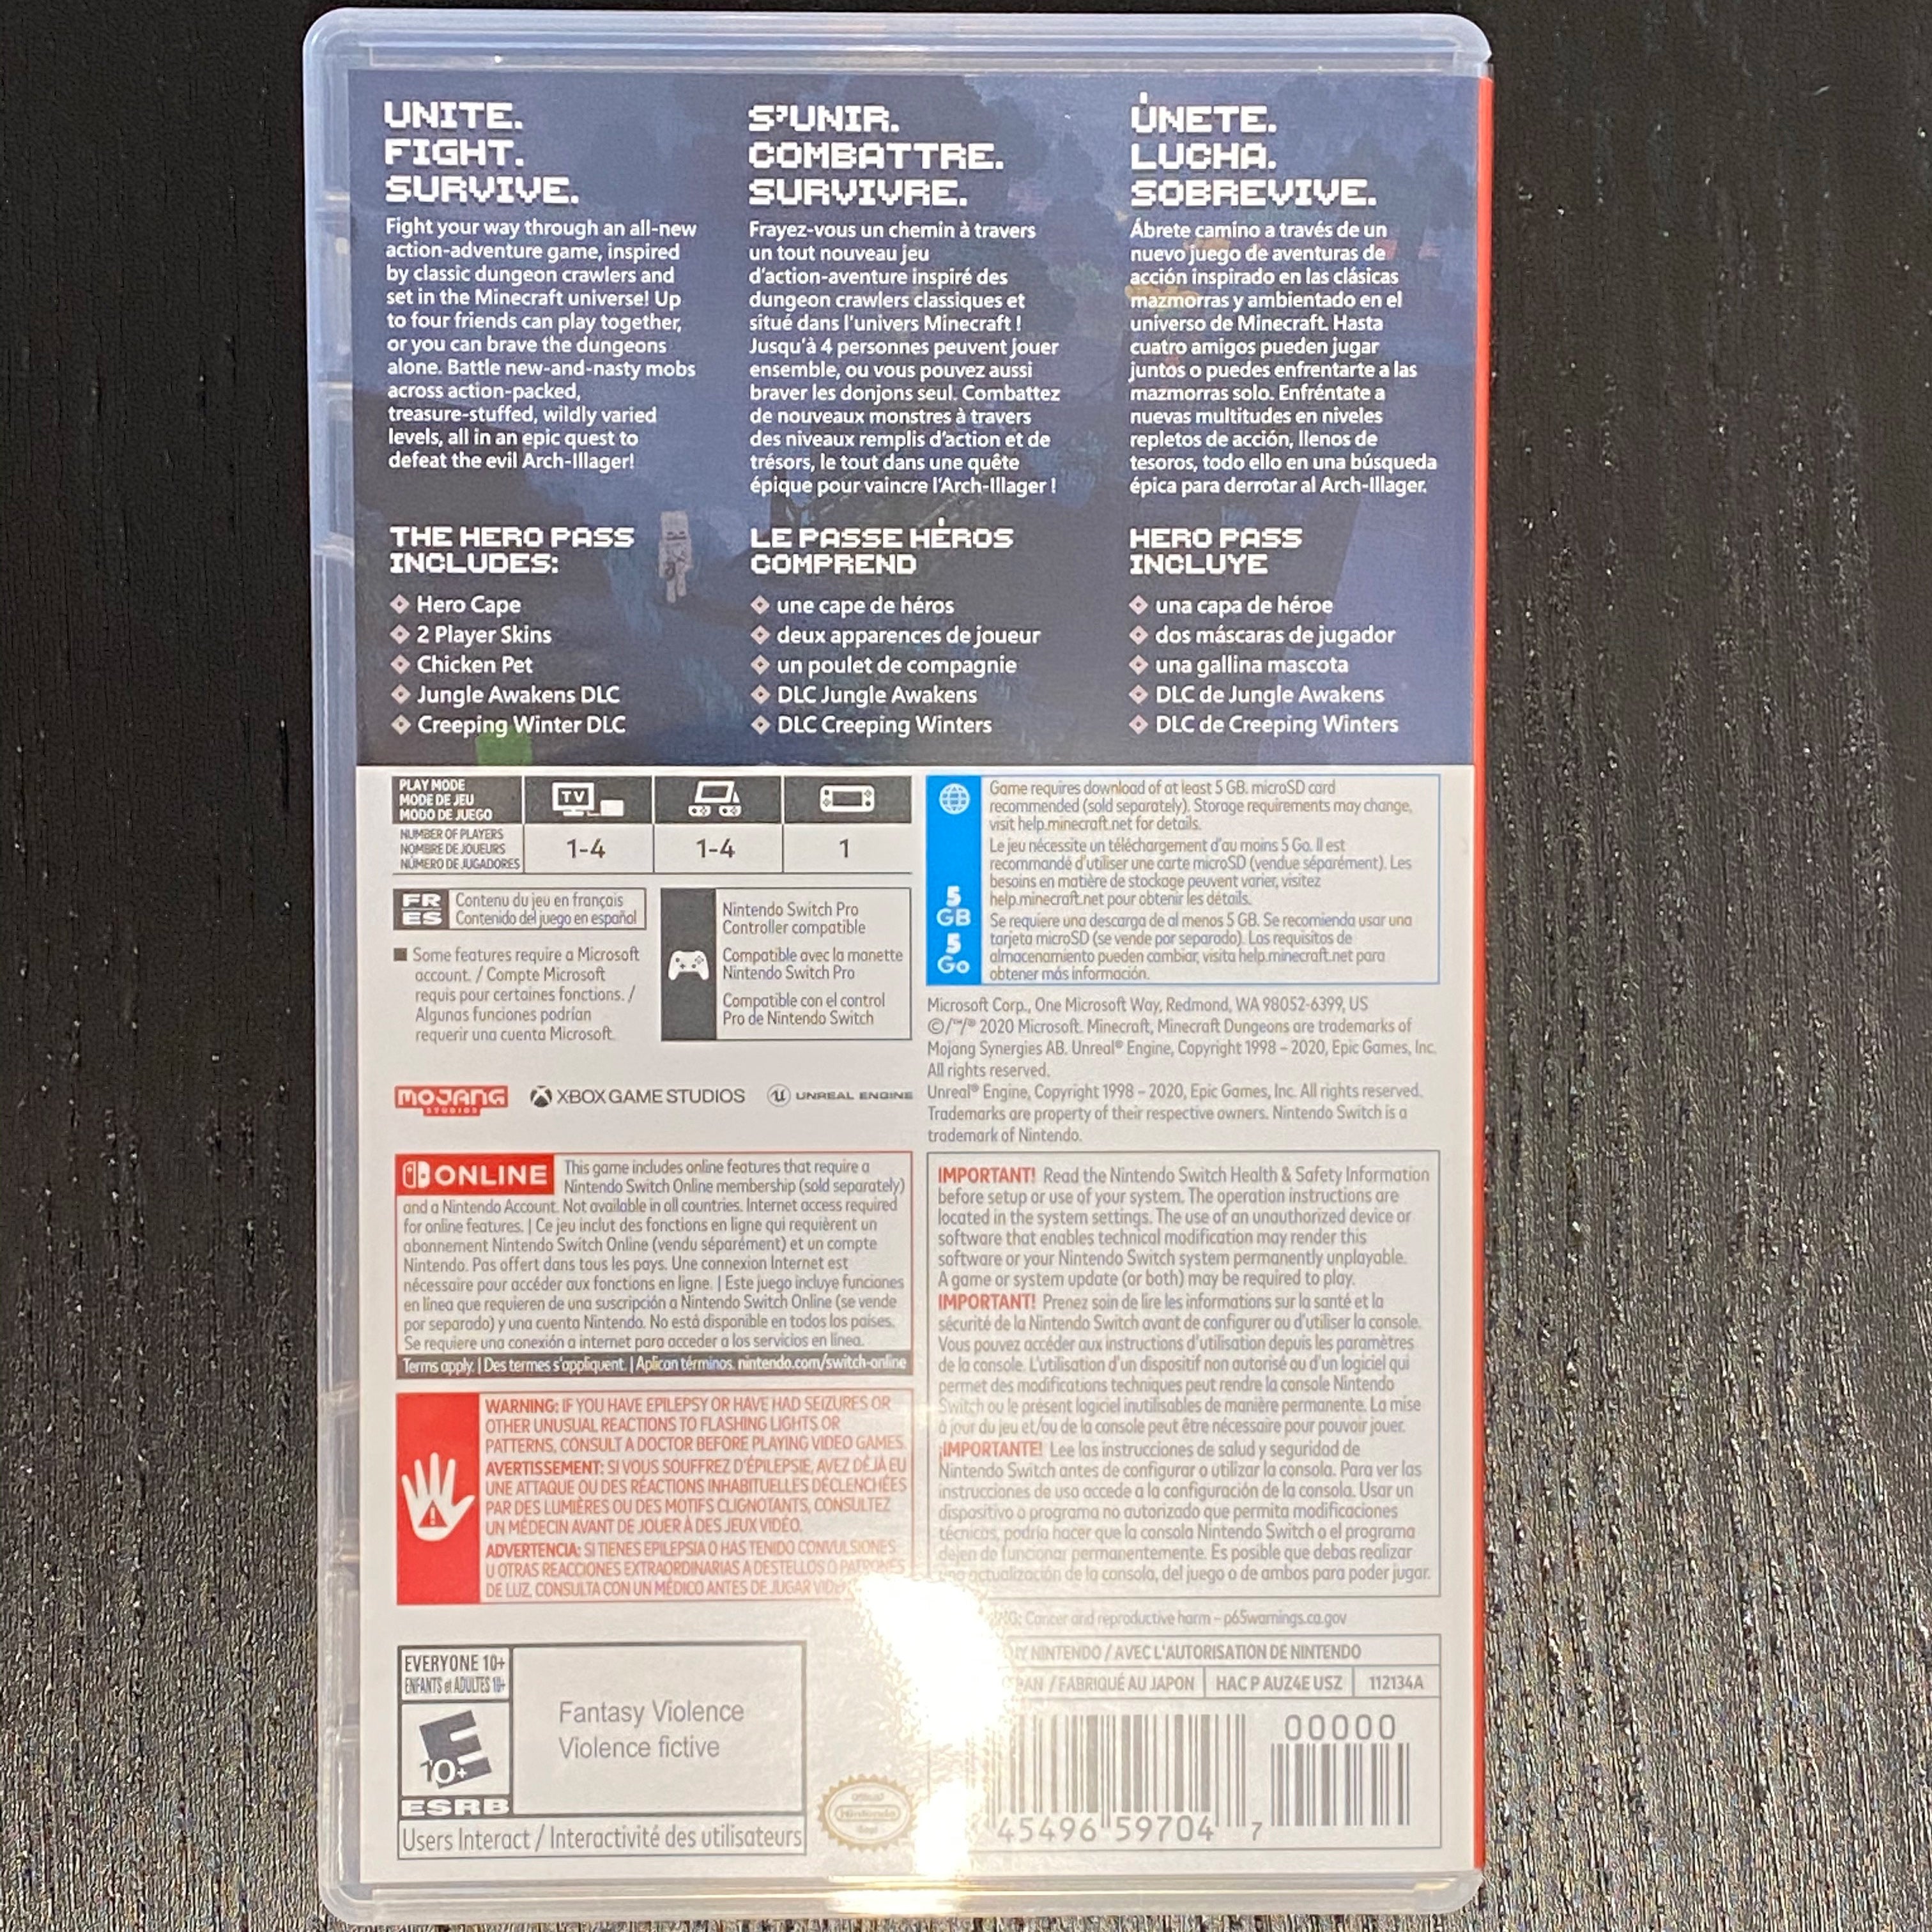 UNITE.
FIGHT.
SURVIVE.
Fight your way through an all-new
action-adventure game, inspired
by classic dungeon crawlers and
set in the Minecraft universe! Up
to four friends can play together,
or you can brave the dungeons
alone. Battle new-and-nasty mobs
across action-packed,
treasure-stuffed, wildly varied
levels, all in an epic quest to
defeat the evil Arch-Illager!
THE HERO PASS
INCLUDES:
Hero Cape
2 Player Skins
Chicken Pet
Jungle Awakens DLC
Creeping Winter DLC
S'UNIR.
COMBATTRE.
SURVIVRE.
Frayez-vous un chemin à travers
un tout nouveau jeu
d'action-aventure inspiré des
dungeon crawlers classiques et
situé dans l'univers Minecraft !
Jusqu'à 4 personnes peuvent jouer
ensemble, ou vous pouvez aussi
braver les donjons seul. Combattez
de nouveaux monstres à travers
des niveaux remplis d'action et de
trésors, le tout dans une quête
épique pour vaincre l'Arch-Illager !
LE PASSE HÉROS
COMPREND
une cape de héros
deux apparences de joueur
un poulet de compagnie
DLC Jungle Awakens
DLC Creeping Winters
ÚNETE.
LUCHA.
SOBREVIVE.
Ábrete camino a través de un
nuevo juego de aventuras de
acción inspirado en las clásicas
mazmorras y ambientado en el
universo de Minecraft. Hasta
cuatro amigos pueden jugar
juntos o puedes enfrentarte a las
mazmorras solo. Enfréntate a
nuevas multitudes en niveles
repletos de acción, llenos de
tesoros, todo ello en una búsqueda
épica para derrotar al Arch-Illager.
HERO PASS
INCLUYE
una capa de héroe
dos máscaras de jugador
una gallina mascota
DLC de Jungle Awakens
DLC de Creeping Winters
PLAY MODE
MODE DE JEU
MODO DE JUEGO
TV
NUMBER OF PLAYERS
NOMBRE DE JOUEURS
NÚMERO DE JUGADORES
1-4
1-4
1
FR
ES
Contenu du jeu en français
Contenido del juego en español
Some features require a Microsoft
account. / Compte Microsoft
requis pour certaines fonctions. /
Algunas funciones podrían
requerir una cuenta Microsoft.
Nintendo Switch Pro
Controller compatible
Compatible avec la manette
Nintendo Switch Pro
Compatible con el control
Pro de Nintendo Switch
5
GB
5
Go
Game requires download of at least 5 GB. microSD card
recommended (sold separately). Storage requirements may change,
visit help.minecraft.net for details.
Le jeu nécessite un téléchargement d'au moins 5 Go. Il est
recommandé d'utiliser une carte microSD (vendue séparément). Les
besoins en matière de stockage peuvent varier, visitez
help.minecraft.net pour obtenir les détails.
Se requiere una descarga de al menos 5 GB. Se recomienda usar una
tarjeta microSD (se vende por separado). Los requisitos de
almacenamiento pueden cambiar, visita help.minecraft.net para
obtener más información.
Microsoft Corp., One Microsoft Way, Redmond, WA 98052-6399, US
©/™/® 2020 Microsoft. Minecraft, Minecraft Dungeons are trademarks of
Mojang Synergies AB. Unreal® Engine, Copyright 1998 – 2020, Epic Games, Inc.
All rights reserved.
Unreal® Engine, Copyright 1998 – 2020, Epic Games, Inc. All rights reserved.
Trademarks are property of their respective owners. Nintendo Switch is a
trademark of Nintendo.
MOJANG
STUDIOS
XBOX GAME STUDIOS
UNREAL ENGINE
ONLINE
This game includes online features that require a
Nintendo Switch Online membership (sold separately)
and a Nintendo Account. Not available in all countries. Internet access required
for online features. | Ce jeu inclut des fonctions en ligne qui requièrent un
abonnement Nintendo Switch Online (vendu séparément) et un compte
Nintendo. Pas offert dans tous les pays. Une connexion Internet est
nécessaire pour accéder aux fonctions en ligne. | Este juego incluye funciones
en línea que requieren de una suscripción a Nintendo Switch Online (se vende
por separado) y una cuenta Nintendo. No está disponible en todos los países.
Se requiere una conexión a internet para acceder a los servicios en línea.
Terms apply. | Des termes s'appliquent. | Aplican términos. nintendo.com/switch-online
WARNING: IF YOU HAVE EPILEPSY OR HAVE HAD SEIZURES OR
OTHER UNUSUAL REACTIONS TO FLASHING LIGHTS OR
PATTERNS, CONSULT A DOCTOR BEFORE PLAYING VIDEO GAMES.
AVERTISSEMENT: SI VOUS SOUFFREZ D'ÉPILEPSIE, AVEZ DÉJÀ EU
UNE ATTAQUE OU DES RÉACTIONS INHABITUELLES DÉCLENCHÉES
PAR DES LUMIÈRES OU DES MOTIFS CLIGNOTANTS, CONSULTEZ
UN MÉDECIN AVANT DE JOUER À DES JEUX VIDÉO.
ADVERTENCIA: SI TIENES EPILEPSIA O HAS TENIDO CONVULSIONES
U OTRAS REACCIONES EXTRAORDINARIAS A DESTELLOS O PATRONES
DE LUZ, CONSULTA CON UN MÉDICO ANTES DE JUGAR
IMPORTANT! Read the Nintendo Switch Health & Safety Information
before setup or use of your system. The operation instructions are
located in the system settings. The use of an unauthorized device or
software that enables technical modification may render this
software or your Nintendo Switch system permanently unplayable.
A game or system update (or both) may be required to play.
IMPORTANT! Prenez soin de lire les informations sur la santé et la
sécurité de la Nintendo Switch avant de configurer ou d'utiliser la console.
Vous pouvez accéder aux instructions d'utilisation depuis les paramètres
de la console. L'utilisation d'un dispositif non autorisé ou d'un logiciel qui
permet des modifications techniques peut rendre la console Nintendo
Switch ou le présent logiciel inutilisables de manière permanente. La mise
à jour du jeu et/ou de la console peut être nécessaire pour pouvoir jouer.
¡IMPORTANTE! Lee las instrucciones de salud y seguridad de
Nintendo Switch antes de configurar o utilizar la consola. Para ver las
instrucciones de uso accede a la configuración de la consola. Usar un
dispositivo o programa no autorizado que permita modificaciones
técnicas, podría hacer que la consola Nintendo Switch o el programa
dejen de funcionar permanentemente. Es posible que debas realizar
una actualización de la consola, del juego o de ambos para poder jugar.
Cancer and reproductive harm – p65warnings.ca.gov
NINTENDO / AVEC L'AUTORISATION DE NINTENDO
/ FABRIQUÉ AU JAPON
HAC P AUZ4E USZ
112134A
EVERYONE 10+
ENFANTS et ADULTES 10+
E
10+
ESRB
Fantasy Violence
Violence fictive
Users Interact / Interactivité des utilisateurs
Nintendo
00000
45496 59704 7